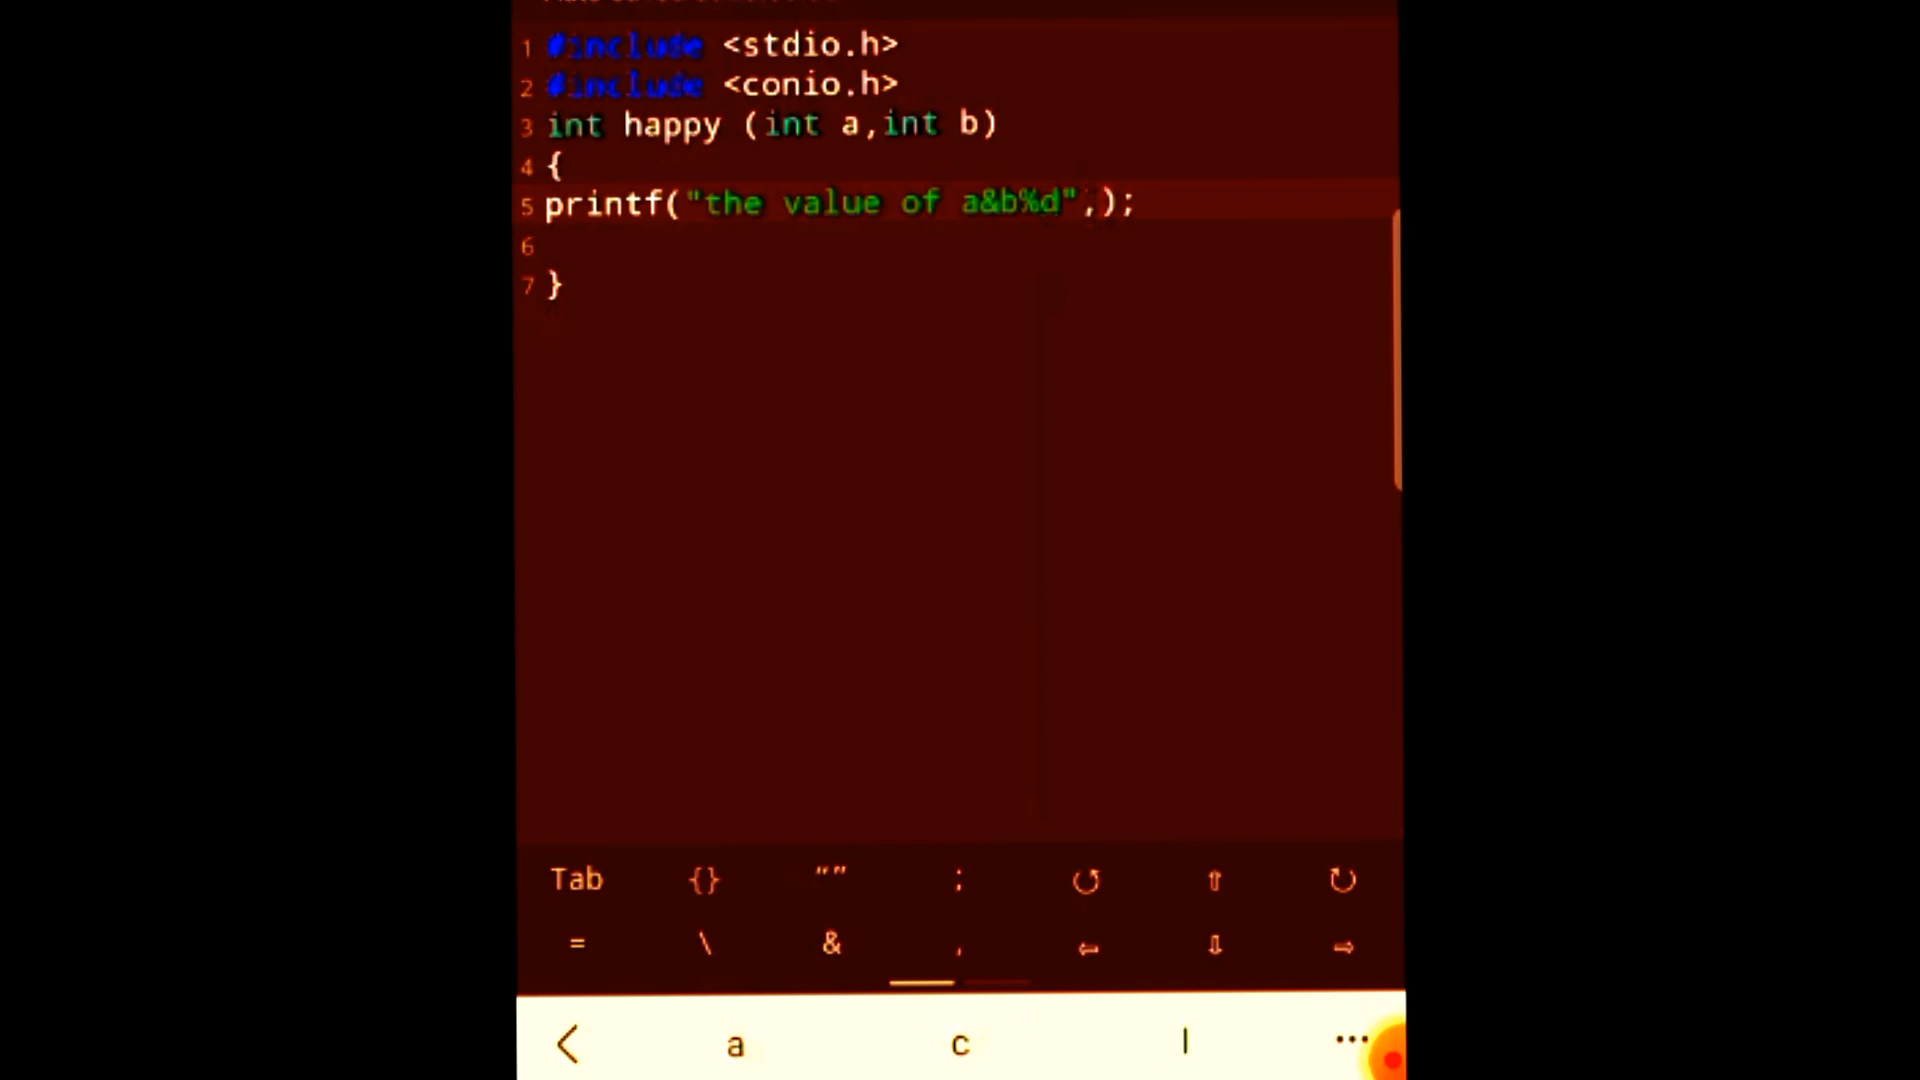 1 #include <stdio.h>
2 #include <conio.h>
3 int happy (int a,int b)
4 {
5 printf("the value of a&b%d",);
6
7 }
Tab {} "" ; ↺ ⇧ ↻
= \ & , ⇦ ⇩ ⇨
< a c l ...